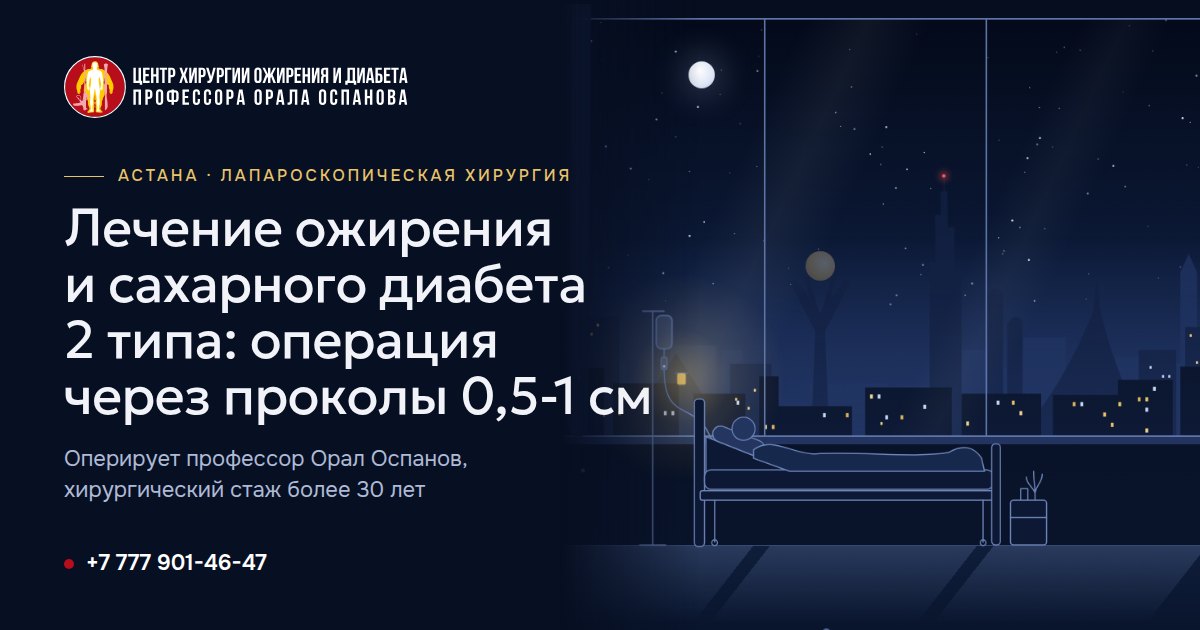 ЦЕНТР ХИРУРГИИ ОЖИРЕНИЯ И ДИАБЕТА
ПРОФЕССОРА ОРАЛА ОСПАНОВА
АСТАНА · ЛАПАРОСКОПИЧЕСКАЯ ХИРУРГИЯ
Лечение ожирения
и сахарного диабета
2 типа: операция
через проколы 0,5-1 см
Оперирует профессор Орал Оспанов,
хирургический стаж более 30 лет
+7 777 901-46-47